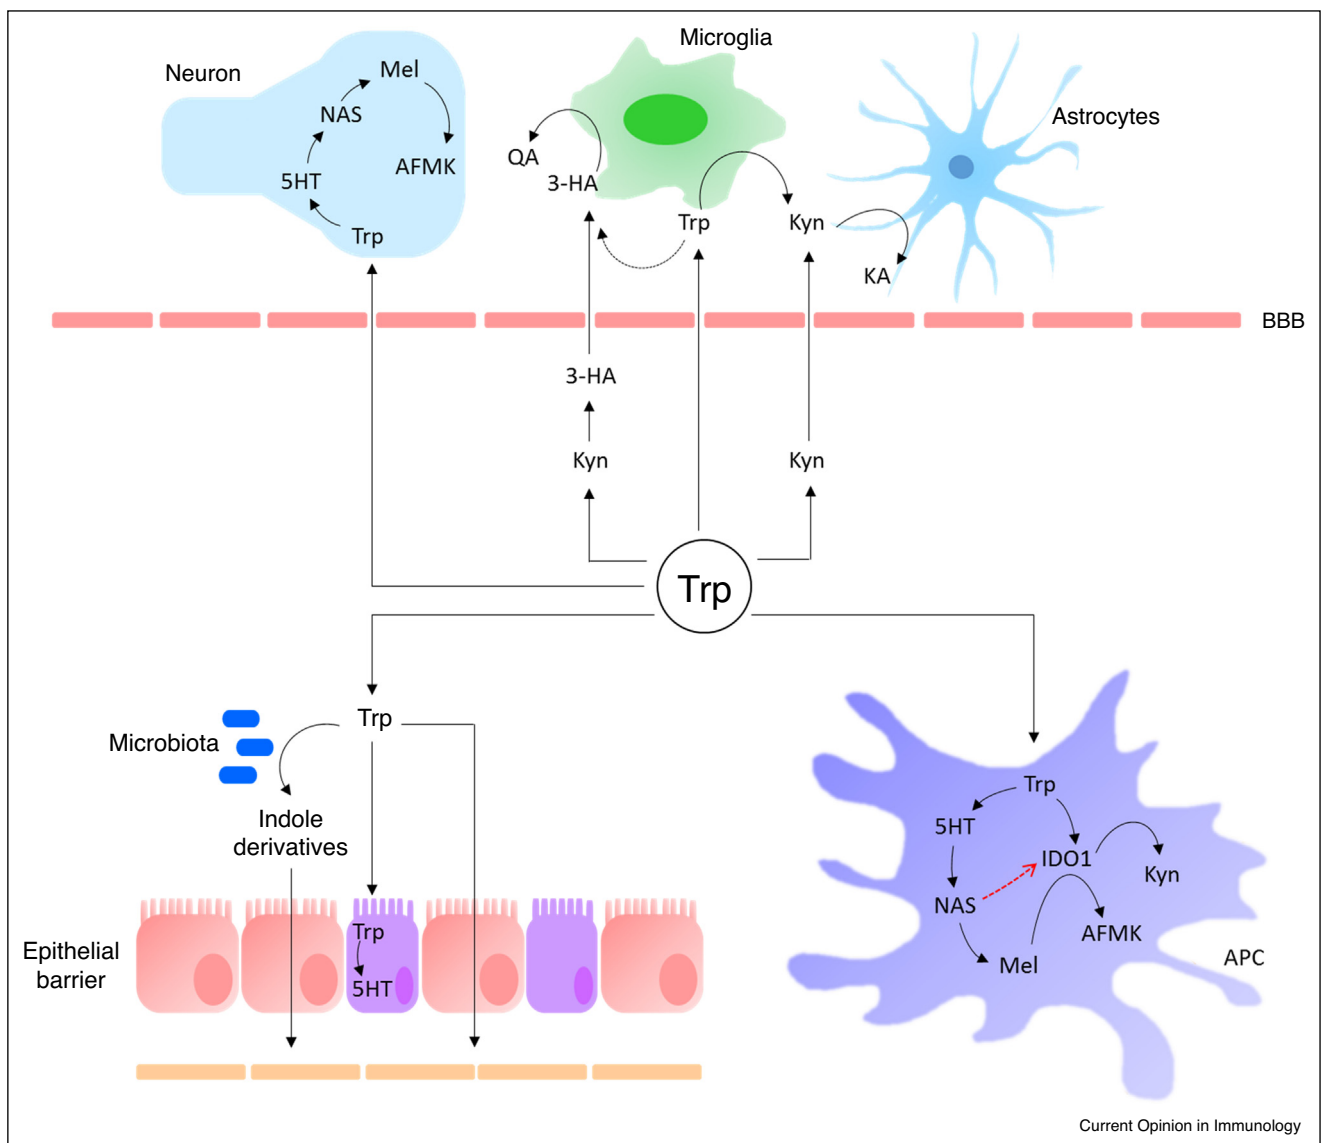 Neuron
Mel
NAS
AFMK
5HT
Trp
Microglia
QA
3-HA
Trp
Kyn
Astrocytes
KA
BBB
3-HA
Kyn
Kyn
Trp
Trp
Microbiota
Indole
derivatives
Epithelial
barrier
Trp
5HT
Trp
5HT
IDO1
Kyn
NAS
AFMK
Mel
APC
Current Opinion in Immunology